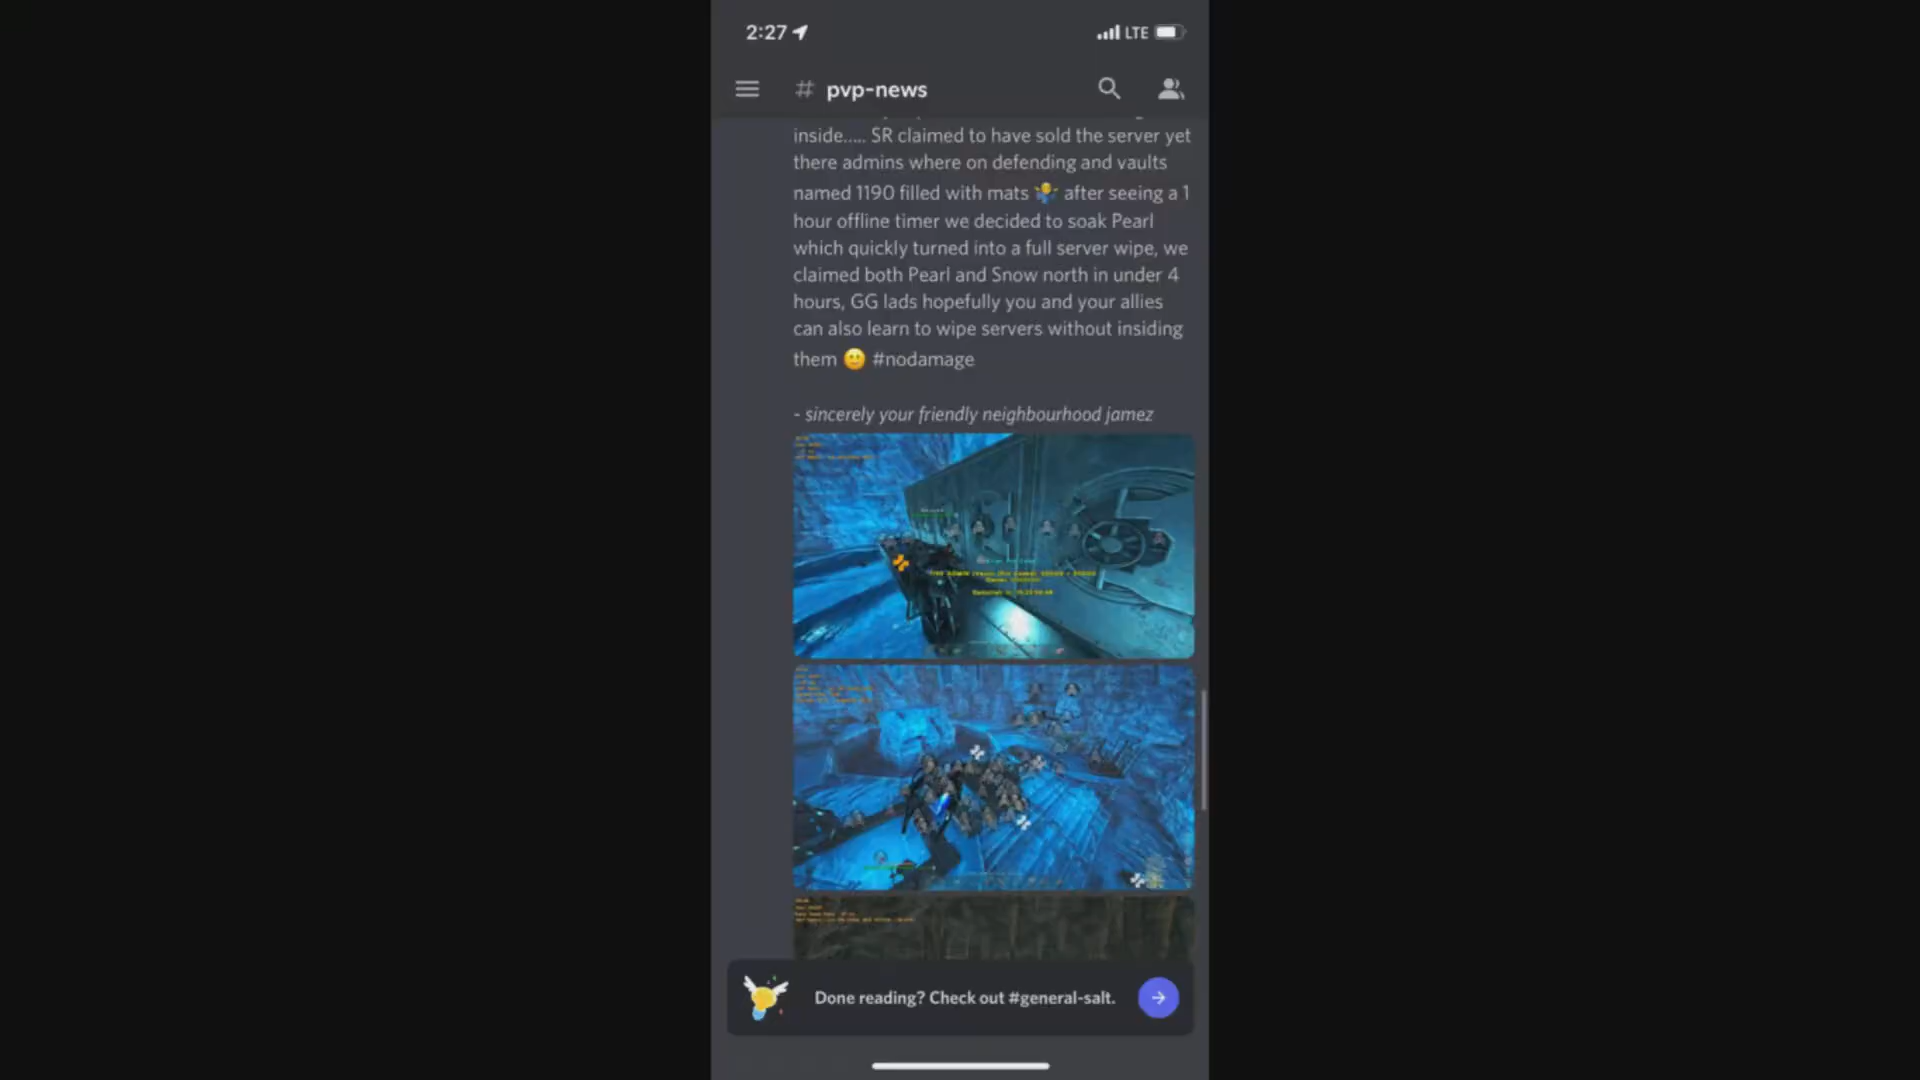 2:27
LTE
# pvp-news
inside..... SR claimed to have sold the server yet
there admins where on defending and vaults
named 1190 filled with mats 🤷 after seeing a 1
hour offline timer we decided to soak Pearl
which quickly turned into a full server wipe, we
claimed both Pearl and Snow north in under 4
hours, GG lads hopefully you and your allies
can also learn to wipe servers without insiding
them 🙂 #nodamage
- sincerely your friendly neighbourhood jamez
Done reading? Check out #general-salt.